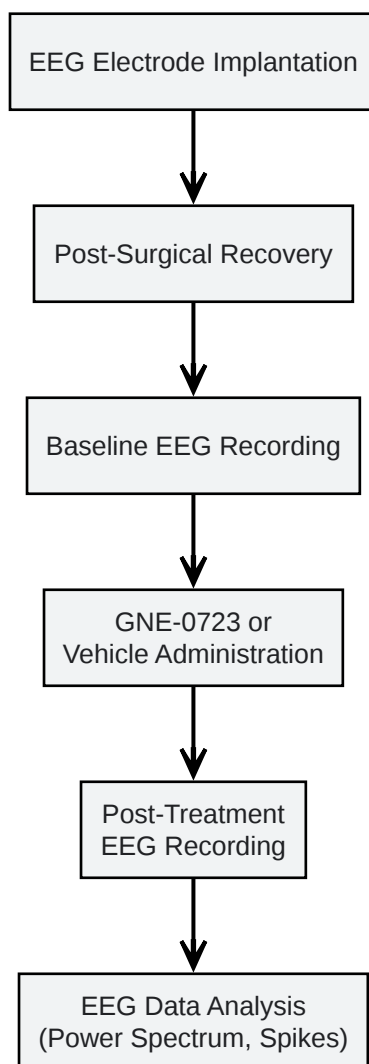 EEG Electrode Implantation
Post-Surgical Recovery
Baseline EEG Recording
GNE-0723 or
Vehicle Administration
Post-Treatment
EEG Recording
EEG Data Analysis
(Power Spectrum, Spikes)